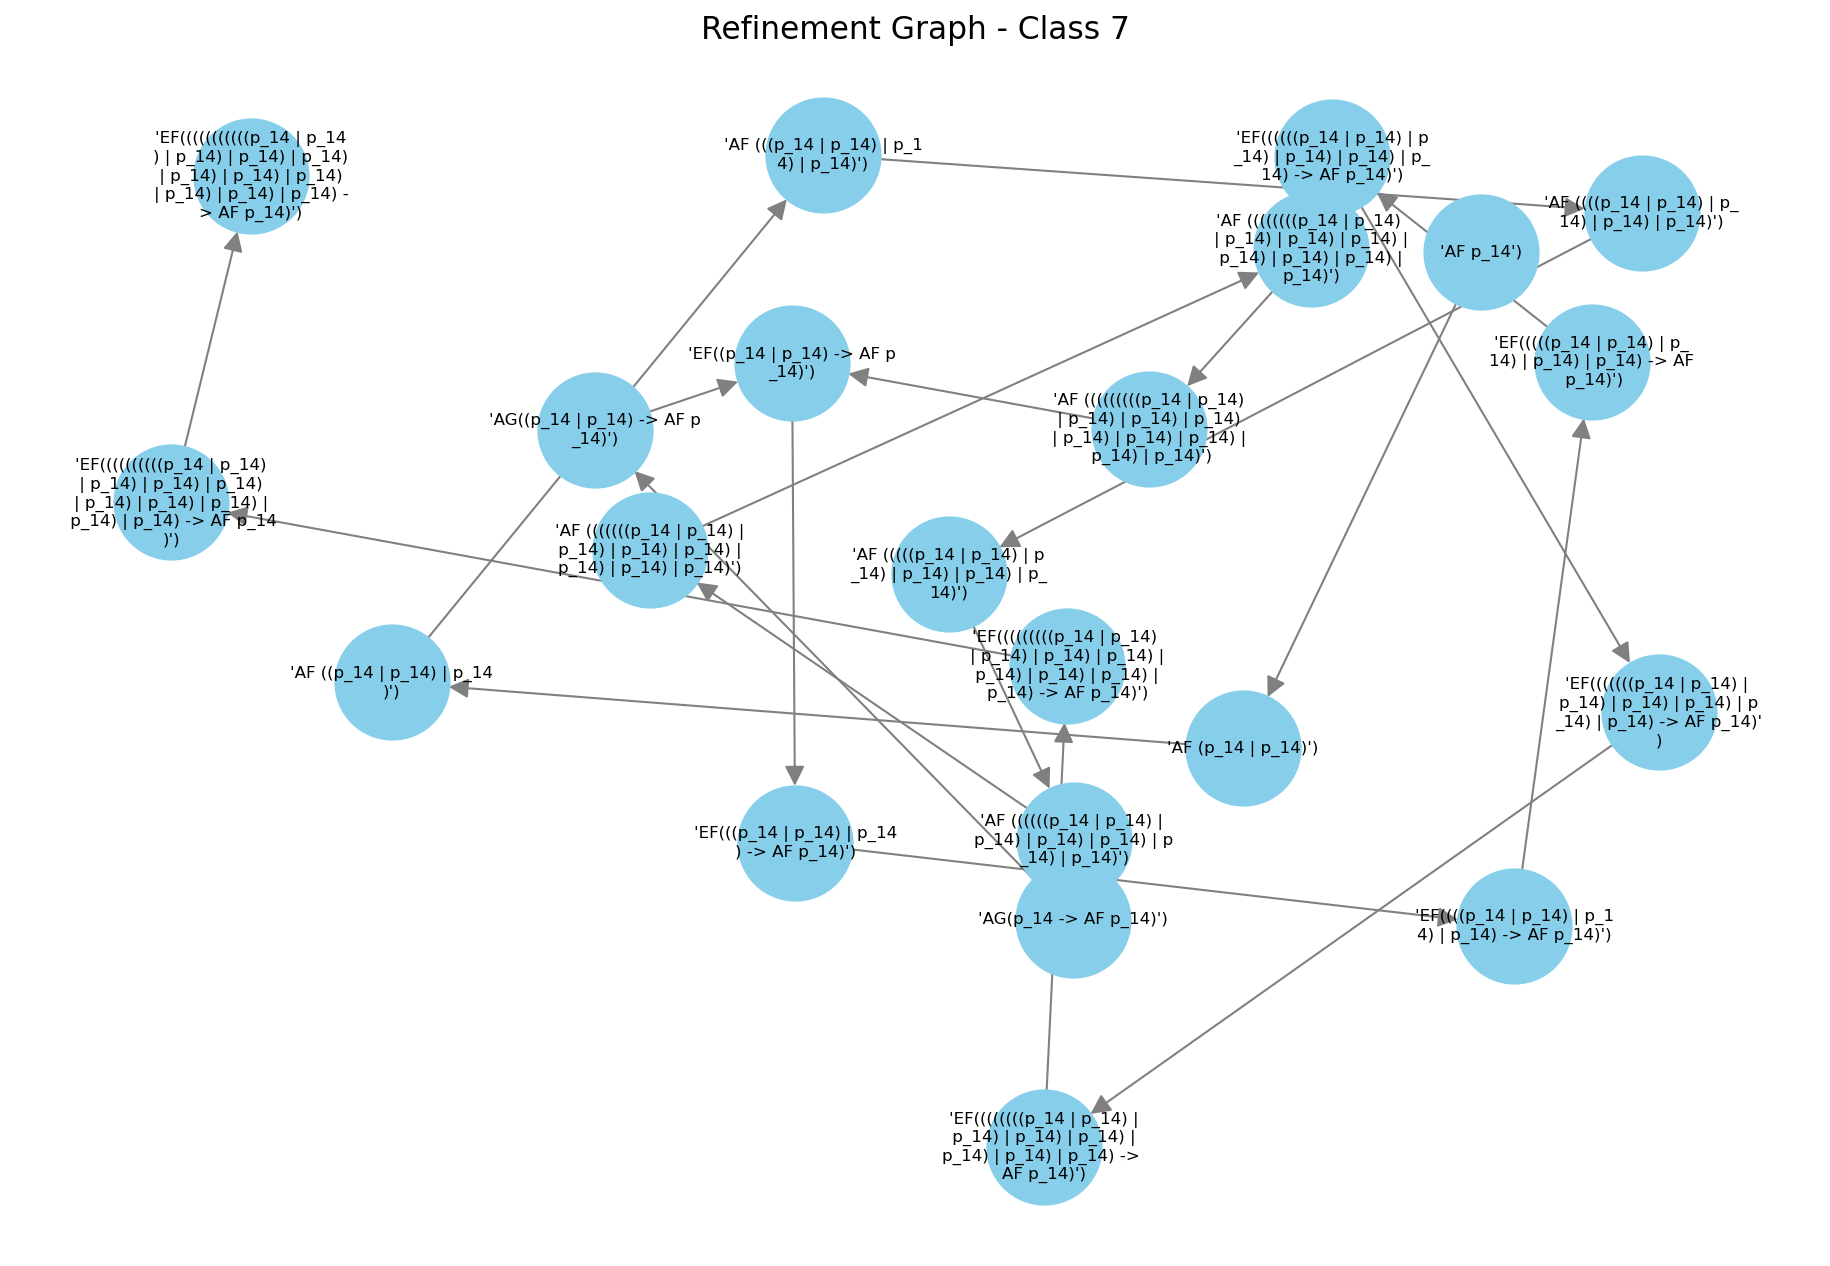 Refinement Graph - Class 7
'EF(((((((((((p_14 | p_14
) | p_14) | p_14) | p_14)
| p_14) | p_14) | p_14)
| p_14) | p_14) | p_14) -
> AF p_14)')
'AF (((p_14 | p_14) | p_1
4) | p_14)')
'EF((((((p_14 | p_14) | p
_14) | p_14) | p_14) | p_
14) -> AF p_14)')
'AF ((((p_14 | p_14) | p_
14) | p_14) | p_14)')
'AF ((((((((p_14 | p_14)
| p_14) | p_14) | p_14) |
p_14) | p_14) | p_14) |
p_14)')
'AF p_14')
'EF((p_14 | p_14) -> AF p
_14)')
'EF(((((p_14 | p_14) | p_
14) | p_14) | p_14) -> AF
p_14)')
'AG((p_14 | p_14) -> AF p
_14)')
'AF (((((((((p_14 | p_14)
| p_14) | p_14) | p_14)
| p_14) | p_14) | p_14) |
p_14) | p_14)')
'EF((((((((((p_14 | p_14)
| p_14) | p_14) | p_14)
| p_14) | p_14) | p_14) |
p_14) | p_14) -> AF p_14
)')
'AF (((((((p_14 | p_14) |
p_14) | p_14) | p_14) |
p_14) | p_14) | p_14)')
'AF (((((p_14 | p_14) | p
_14) | p_14) | p_14) | p_
14)')
'EF(((((((((p_14 | p_14)
| p_14) | p_14) | p_14) |
p_14) | p_14) | p_14) |
p_14) -> AF p_14)')
'AF ((p_14 | p_14) | p_14
)')
'EF(((((((p_14 | p_14) |
p_14) | p_14) | p_14) | p
_14) | p_14) -> AF p_14)'
)
'AF (p_14 | p_14)')
'EF(((p_14 | p_14) | p_14
) -> AF p_14)')
'AF ((((((p_14 | p_14) |
p_14) | p_14) | p_14) | p
_14) | p_14)')
'AG(p_14 -> AF p_14)')
'EF((((p_14 | p_14) | p_1
4) | p_14) -> AF p_14)')
'EF((((((((p_14 | p_14) |
p_14) | p_14) | p_14) |
p_14) | p_14) | p_14) ->
AF p_14)')